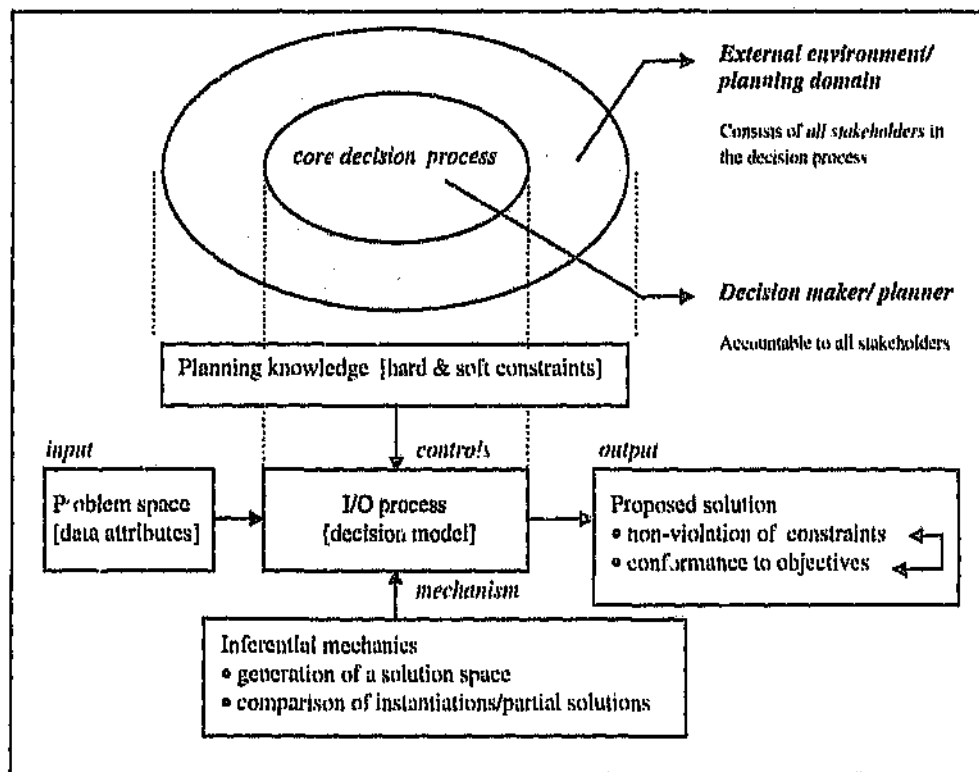 External environment/
planning domain
Consists of all stakeholders in
the decision process
core decision process
Decision maker/ planner
Accountable to all stakeholders
Planning knowledge [hard & soft constraints]
input
controls
output
Problem space
[data attributes]
I/O process
[decision model]
Proposed solution
• non-violation of constraints
• conformance to objectives
mechanism
Inferential mechanics
• generation of a solution space
• comparison of instantiations/partial solutions